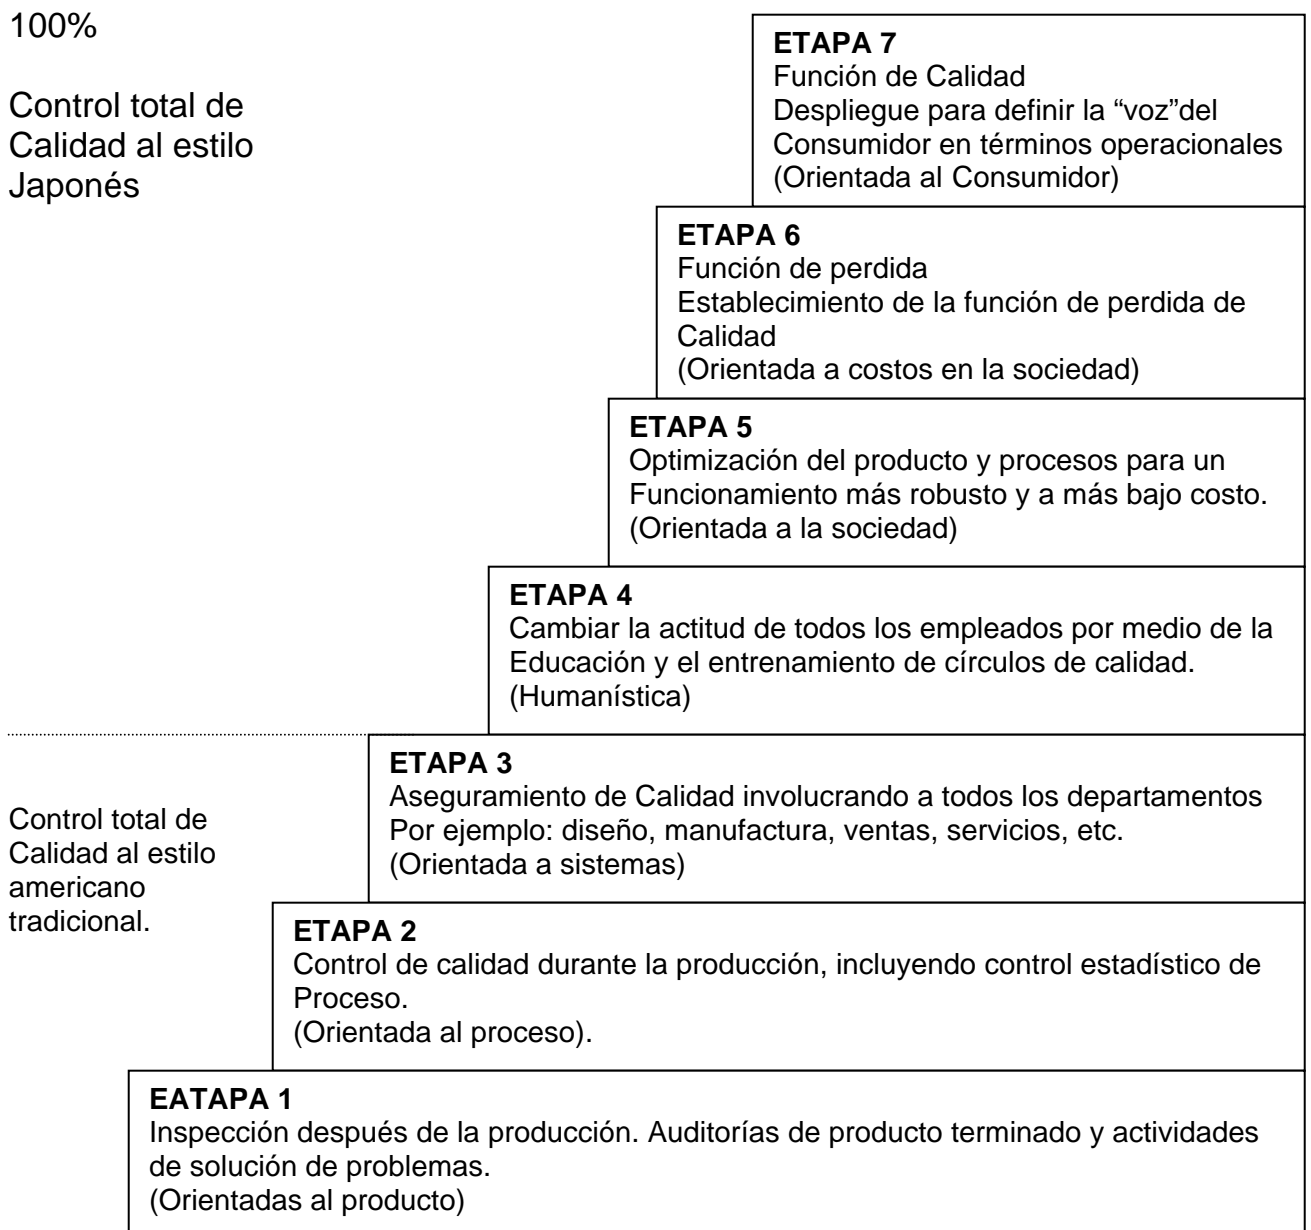 100%
Control total de
Calidad al estilo
Japonés
ETAPA 7
Función de Calidad
Despliegue para definir la “voz”del
Consumidor en términos operacionales
(Orientada al Consumidor)
ETAPA 6
Función de perdida
Establecimiento de la función de perdida de
Calidad
(Orientada a costos en la sociedad)
ETAPA 5
Optimización del producto y procesos para un
Funcionamiento más robusto y a más bajo costo.
(Orientada a la sociedad)
ETAPA 4
Cambiar la actitud de todos los empleados por medio de la
Educación y el entrenamiento de círculos de calidad.
(Humanística)
ETAPA 3
Aseguramiento de Calidad involucrando a todos los departamentos
Por ejemplo: diseño, manufactura, ventas, servicios, etc.
(Orientada a sistemas)
Control total de
Calidad al estilo
americano
tradicional.
ETAPA 2
Control de calidad durante la producción, incluyendo control estadístico de
Proceso.
(Orientada al proceso).
EATAPA 1
Inspección después de la producción. Auditorías de producto terminado y actividades
de solución de problemas.
(Orientadas al producto)